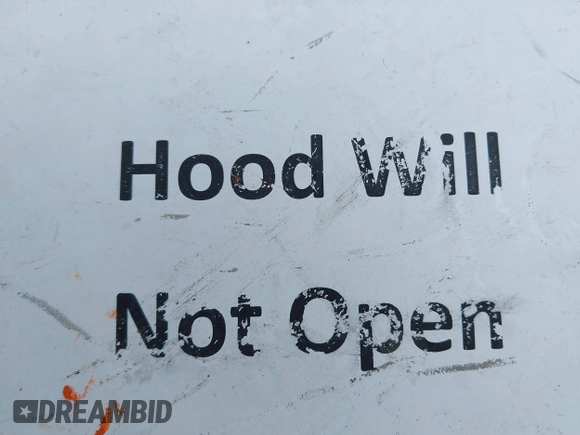 Hood Will
Not Open
DREAMBID